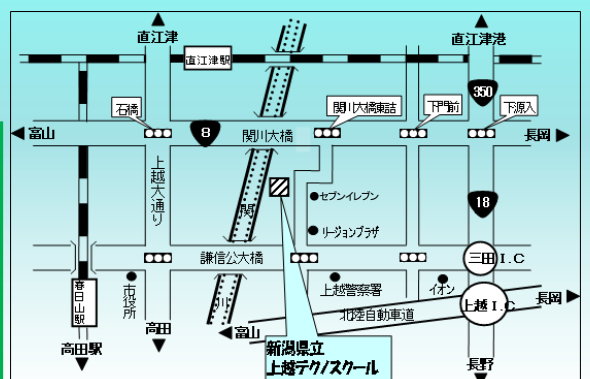 直江津
直江津港
直江津駅
350
石橋
関川大橋東詰
下門前
下源入
富山
8
関川大橋
長岡
上越大通り
セブンイレブン
関
18
リージョンプラザ
謙信公大橋
三田I.C
市役所
上越警察署
イオン
川
春日山駅
上越I.C
長岡
北陸自動車道
高田
富山
高田駅
新潟県立
上越テクノスクール
長野